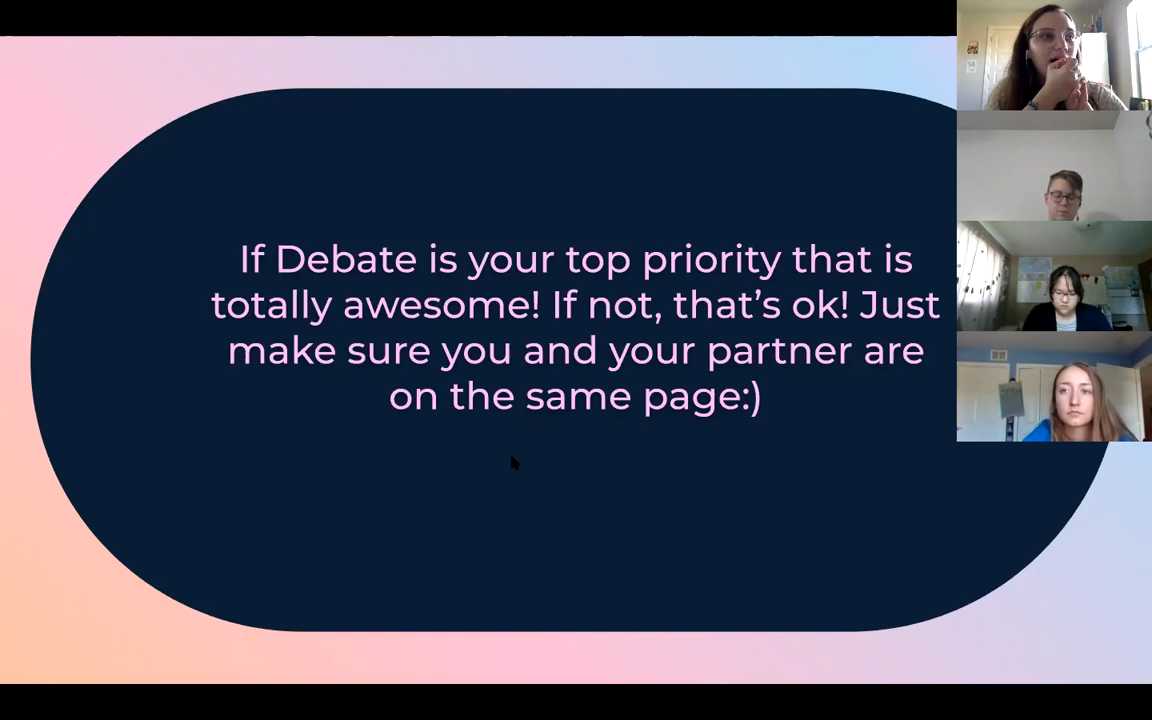 If Debate is your top priority that is
totally awesome! If not, that’s ok! Just
make sure you and your partner are
on the same page:)